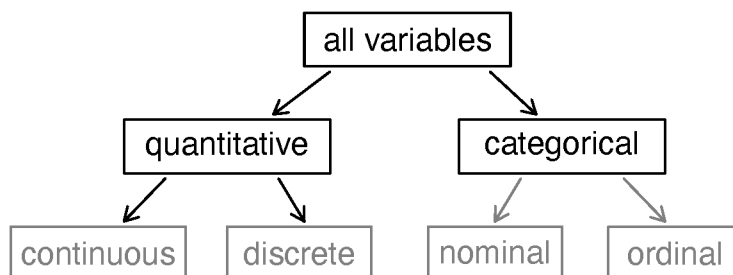 all variables
quantitative
categorical
continuous
discrete
nominal
ordinal